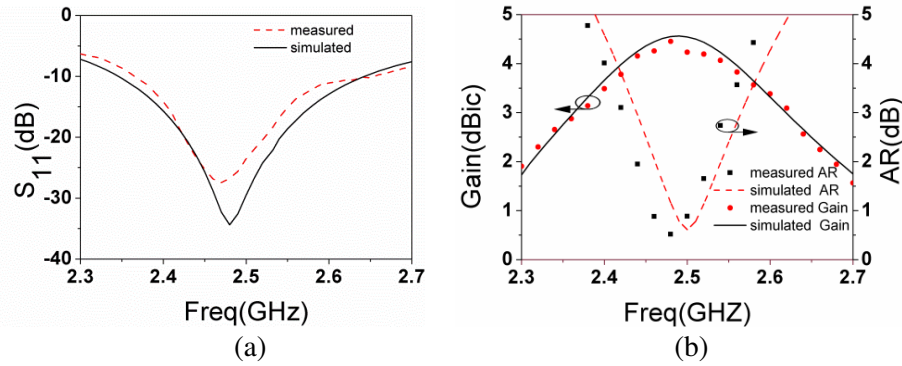 0
-10
-20
-30
-40
S11(dB)
measured
simulated
2.3 2.4 2.5 2.6 2.7
Freq(GHz)
(a)
5
4
3
2
1
0
Gain(dBic)
measured AR
simulated AR
measured Gain
simulated Gain
5
4
3
2
1
0
AR(dB)
2.3 2.4 2.5 2.6 2.7
Freq(GHZ)
(b)